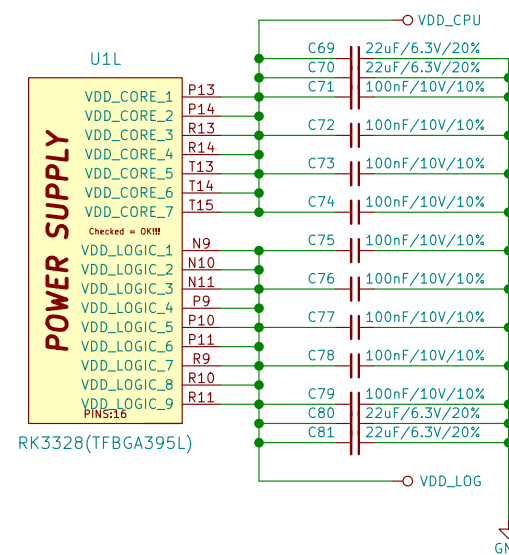 VDD_CPU
U1L
C69 22uF/6.3V/20%
C70 22uF/6.3V/20%
C71 100nF/10V/10%
VDD_CORE_1 P13
VDD_CORE_2 P14
VDD_CORE_3 R13
C72 100nF/10V/10%
VDD_CORE_4 R14
VDD_CORE_5 T13
C73 100nF/10V/10%
VDD_CORE_6 T14
VDD_CORE_7 T15
C74 100nF/10V/10%
POWER SUPPLY
Checked = OK!!!
VDD_LOGIC_1 N9
C75 100nF/10V/10%
VDD_LOGIC_2 N10
VDD_LOGIC_3 N11
C76 100nF/10V/10%
VDD_LOGIC_4 P9
VDD_LOGIC_5 P10
C77 100nF/10V/10%
VDD_LOGIC_6 P11
VDD_LOGIC_7 R9
C78 100nF/10V/10%
VDD_LOGIC_8 R10
VDD_LOGIC_9 R11
C79 100nF/10V/10%
PINS:16
C80 22uF/6.3V/20%
C81 22uF/6.3V/20%
RK3328(TFBGA395L)
VDD_LOG